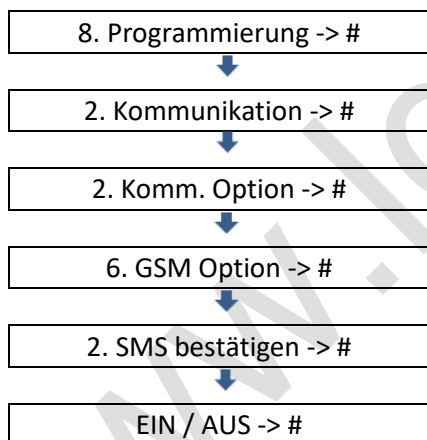 8. Programmierung -> #
2. Kommunikation -> #
2. Komm. Option -> #
6. GSM Option -> #
2. SMS bestätigen -> #
EIN / AUS -> #